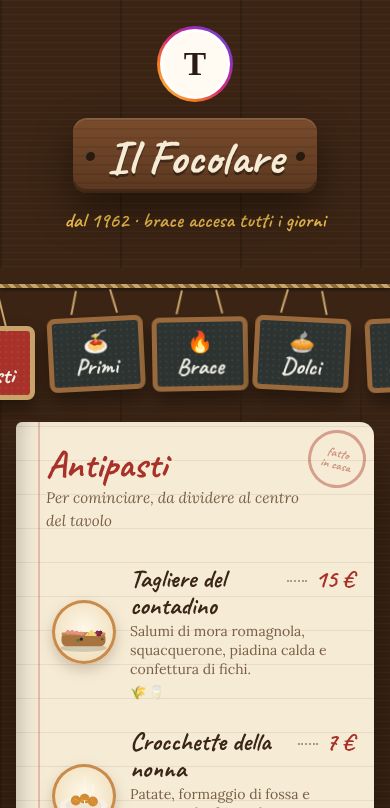 T
Il Focolare
dal 1962 · brace accesa tutti i giorni
sti
Primi
Brace
Dolci
fatto
in casa
Antipasti
Per cominciare, da dividere al centro
del tavolo
Tagliere del ...... 15 €
contadino
Salumi di mora romagnola,
squacquerone, piadina calda e
confettura di fichi.
Crocchette della ...... 7 €
nonna
Patate, formaggio di fossa e